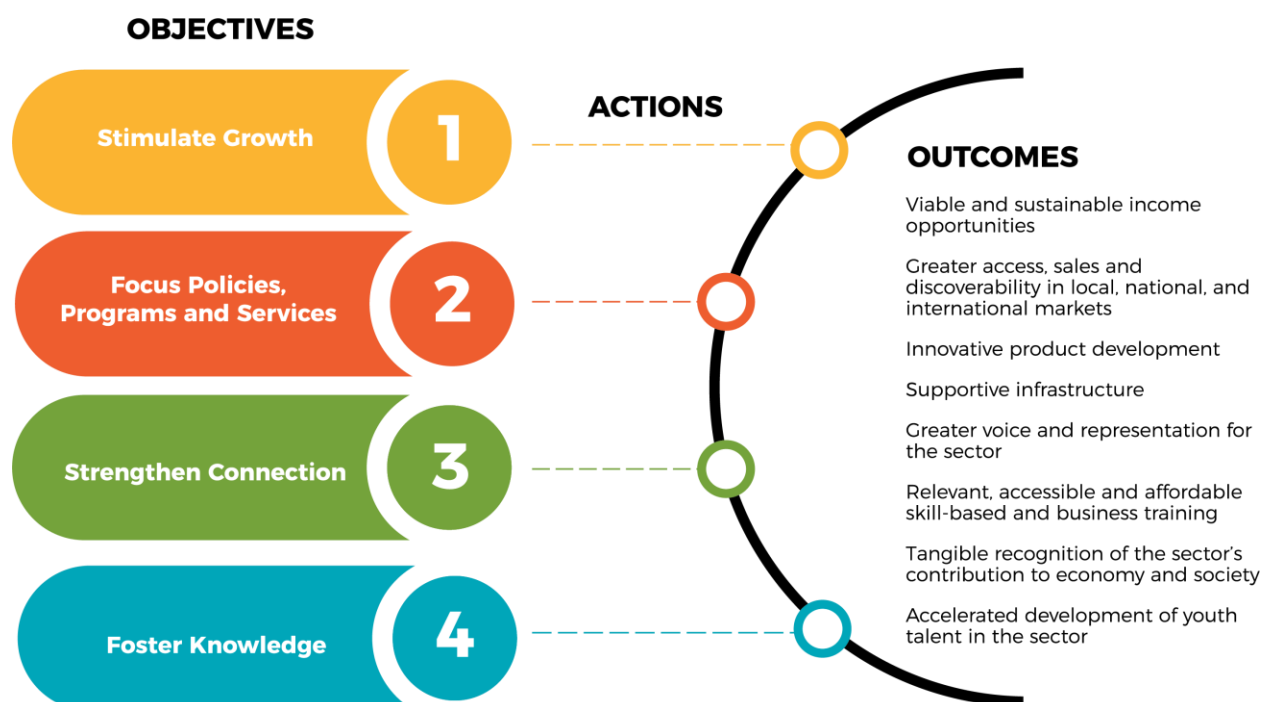 OBJECTIVES
Stimulate Growth
1
Focus Policies,
Programs and Services
2
Strengthen Connection
3
Foster Knowledge
4
ACTIONS
OUTCOMES
Viable and sustainable income
opportunities
Greater access, sales and
discoverability in local, national, and
international markets
Innovative product development
Supportive infrastructure
Greater voice and representation for
the sector
Relevant, accessible and affordable
skill-based and business training
Tangible recognition of the sector's
contribution to economy and society
Accelerated development of youth
talent in the sector